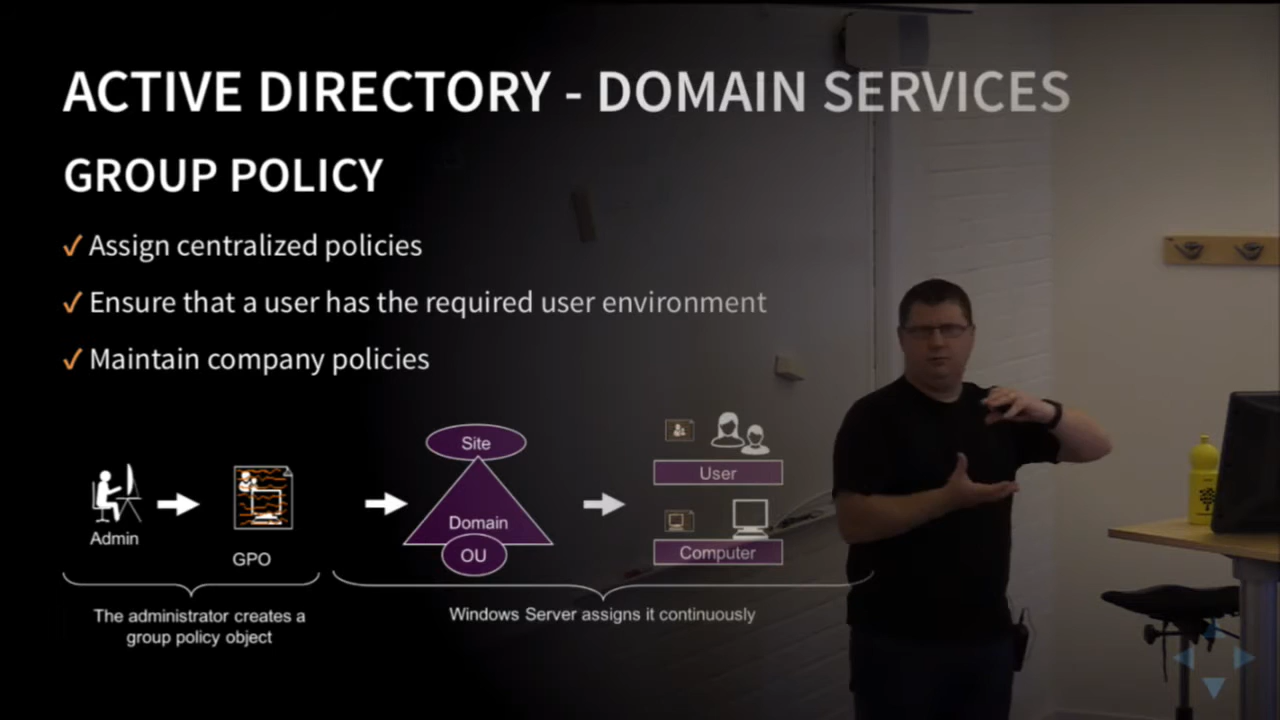 ACTIVE DIRECTORY - DOMAIN SERVICES
GROUP POLICY
✓ Assign centralized policies
✓ Ensure that a user has the required user environment
✓ Maintain company policies
Site
Domain
OU
Admin
GPO
User
Computer
The administrator creates a
group policy object
Windows Server assigns it continuously